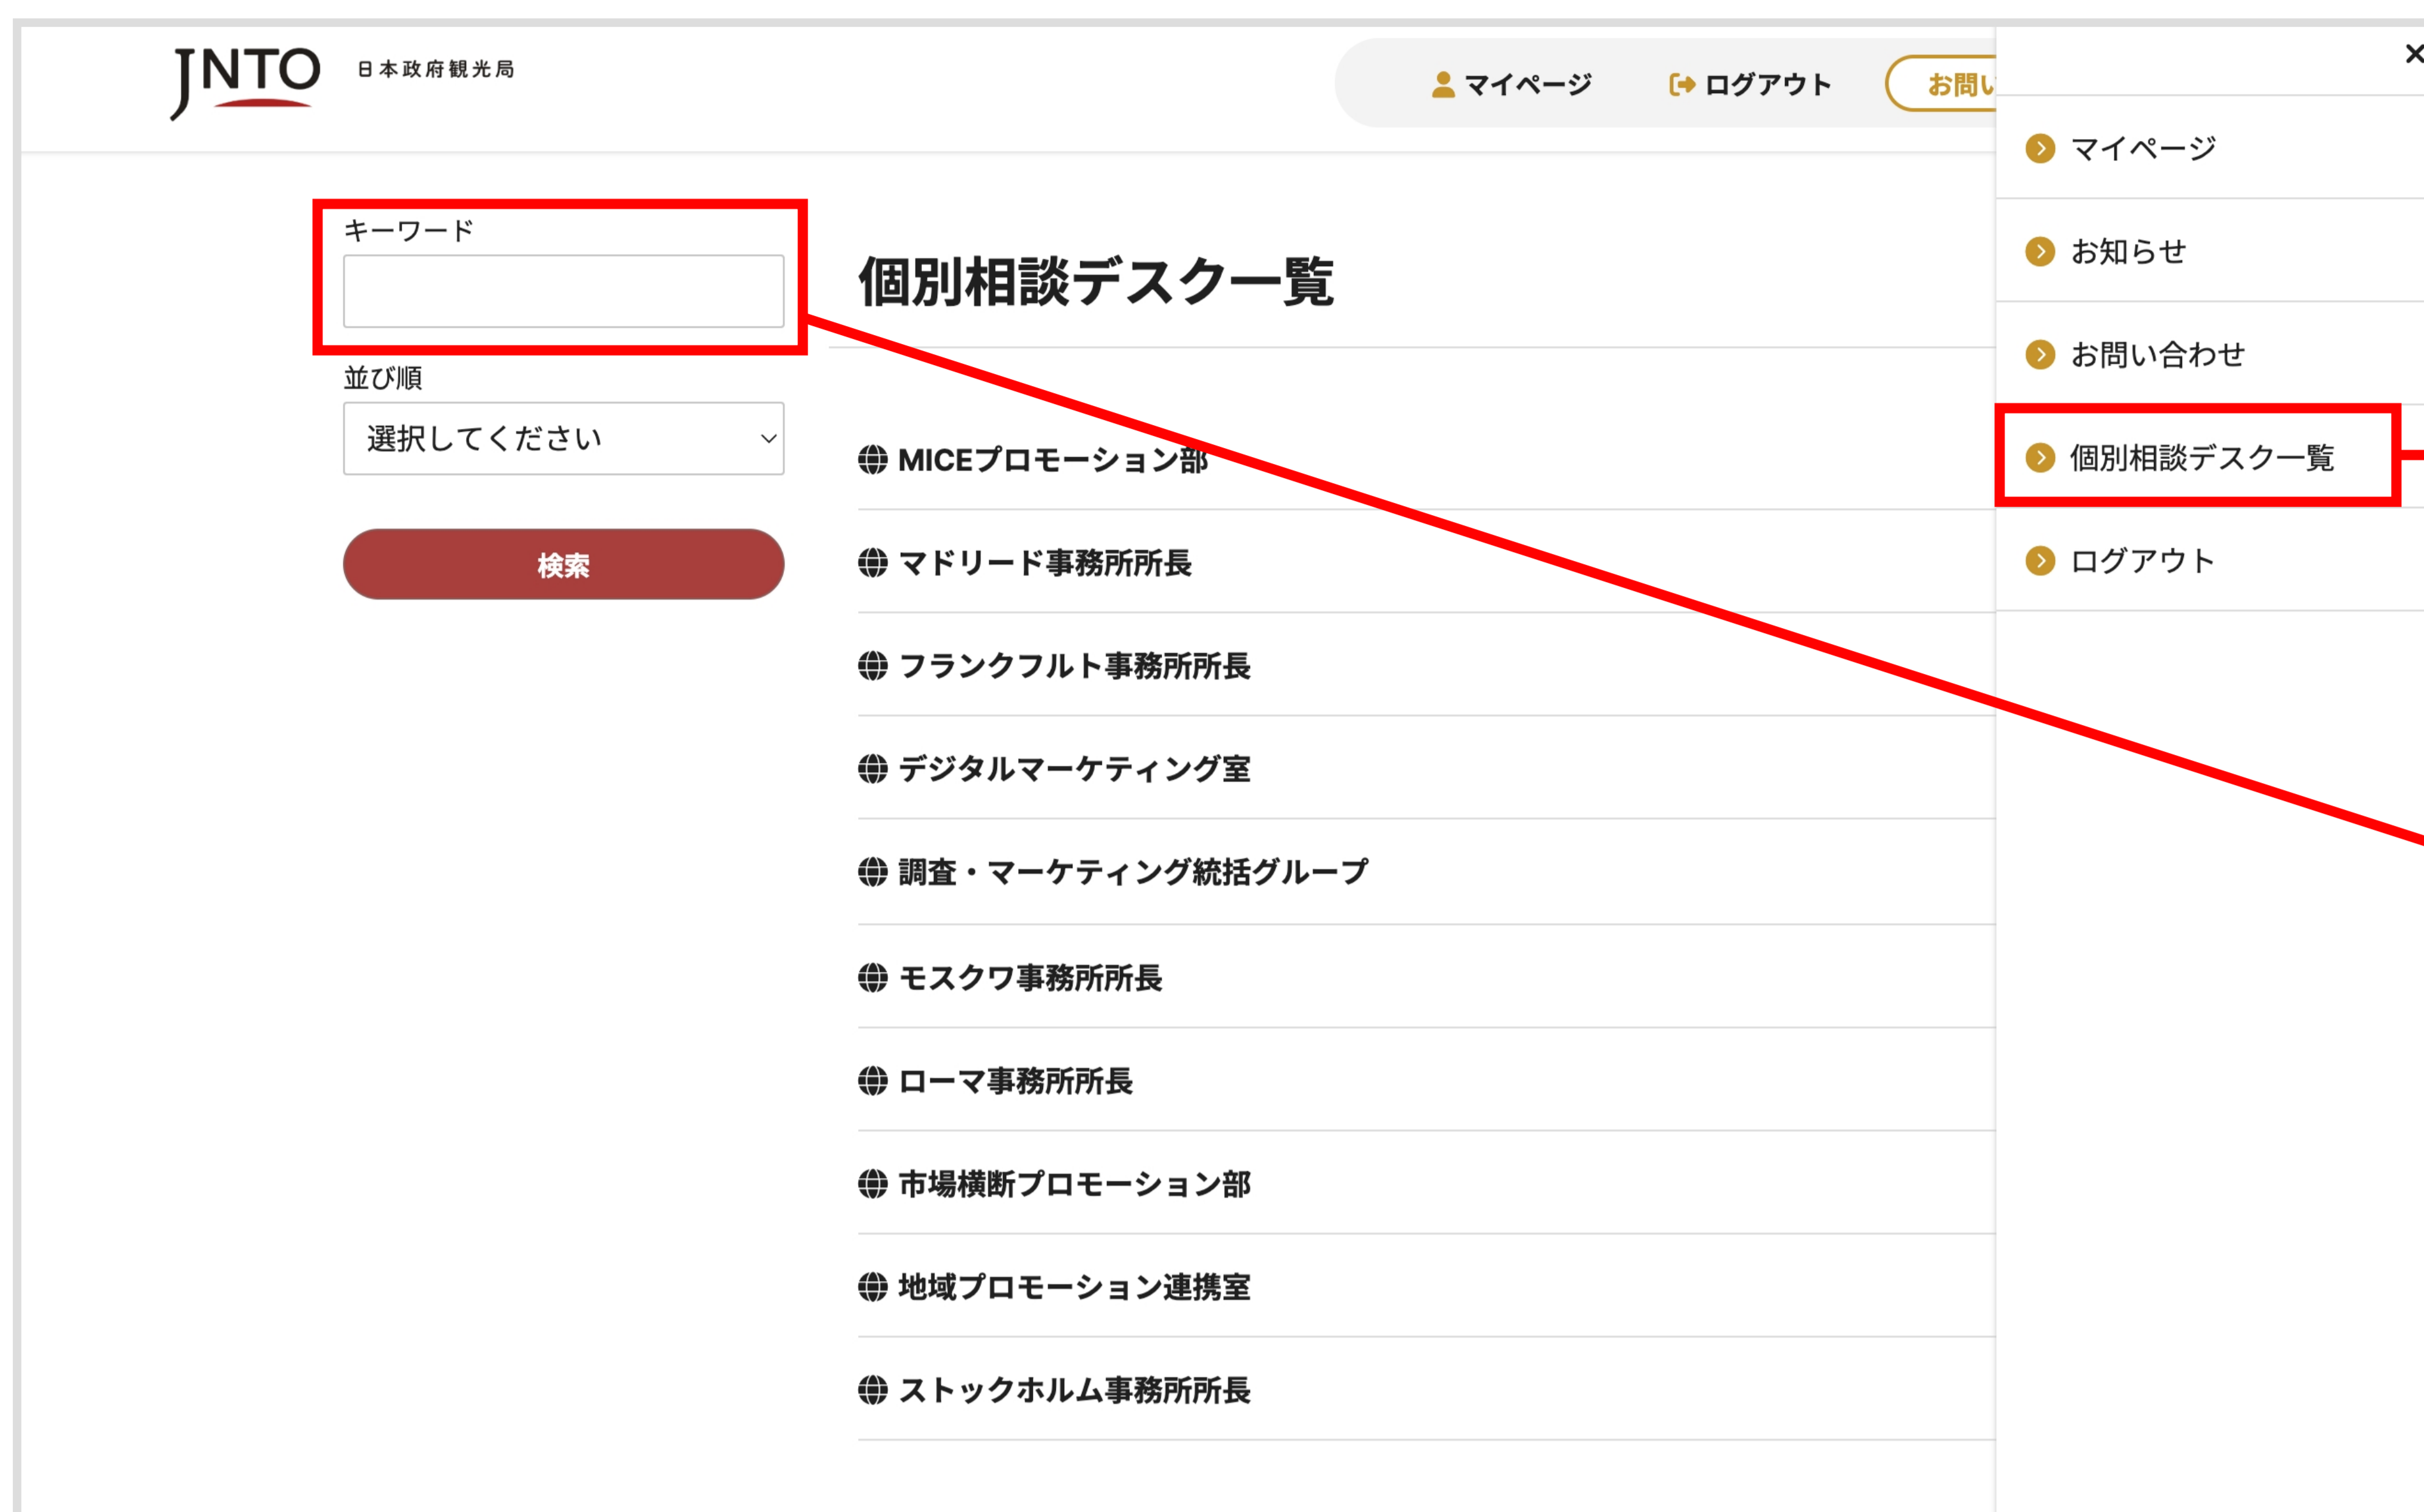 JNTO 日本政府観光局
マイページ
ログアウト
お問い
キーワード
並び順
選択してください
検索
個別相談デスク一覧
MICEプロモーション部
マドリード事務所所長
フランクフルト事務所所長
デジタルマーケティング室
調査・マーケティング統括グループ
モスクワ事務所所長
ローマ事務所所長
市場横断プロモーション部
地域プロモーション連携室
ストックホルム事務所所長
マイページ
お知らせ
お問い合わせ
個別相談デスク一覧
ログアウト